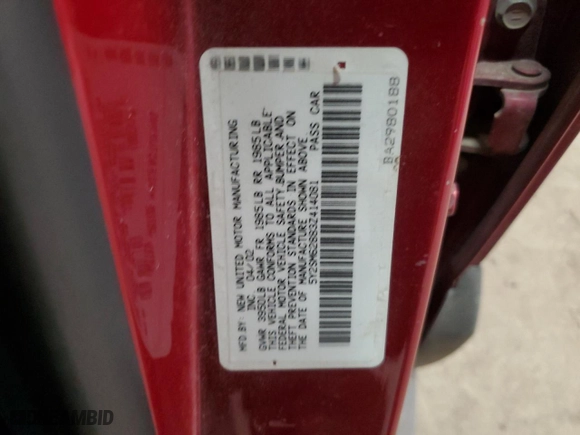 MFD BY: NEW UNITED MOTOR MANUFACTURING
INC 04/02
GVWR 3950LB GAWR FR 1985LB RR 1985LB
THIS VEHICLE CONFORMS TO ALL APPLICABLE
FEDERAL MOTOR VEHICLE SAFETY,BUMPER,AND
THEFT PREVENTION STANDARDS IN EFFECT ON
THE DATE OF MANUFACTURE SHOWN ABOVE.
5Y2SM62883Z414081 PASS CAR
BA2980188